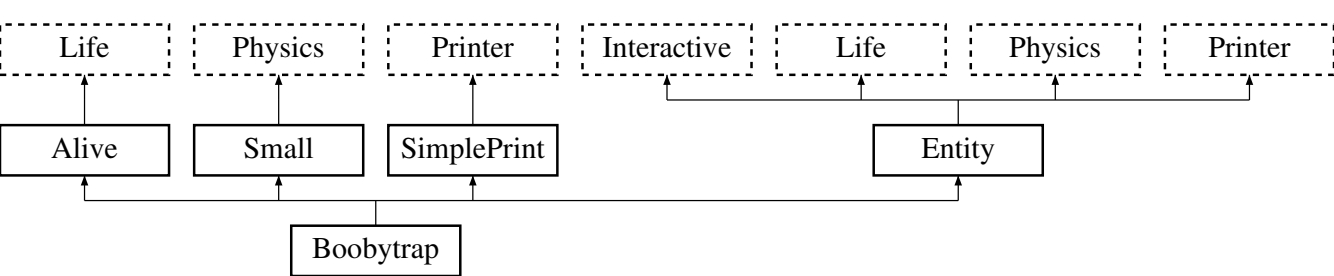 Life Physics Printer Interactive Life Physics Printer
Alive Small SimplePrint Entity
Boobytrap